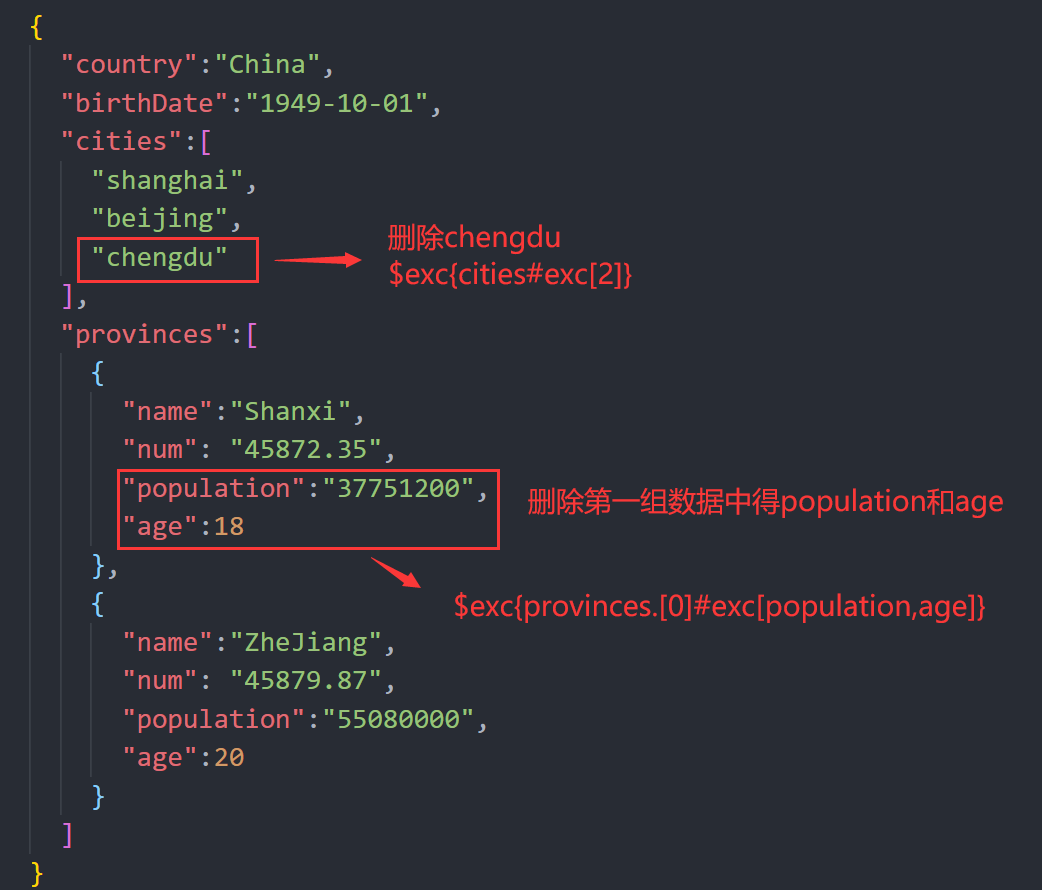 {
"country":"China",
"birthDate":"1949-10-01",
"cities":[
"shanghai",
"beijing",
"chengdu"
删除chengdu
$exc{cities#exc[2]}
],
"provinces":[
{
"name":"Shanxi",
"num": "45872.35",
"population":"37751200",
"age":18
删除第一组数据中得population和age
},
$exc{provinces.[0]#exc[population,age]}
{
"name":"ZheJiang",
"num": "45879.87",
"population":"55080000",
"age":20
}
]
}